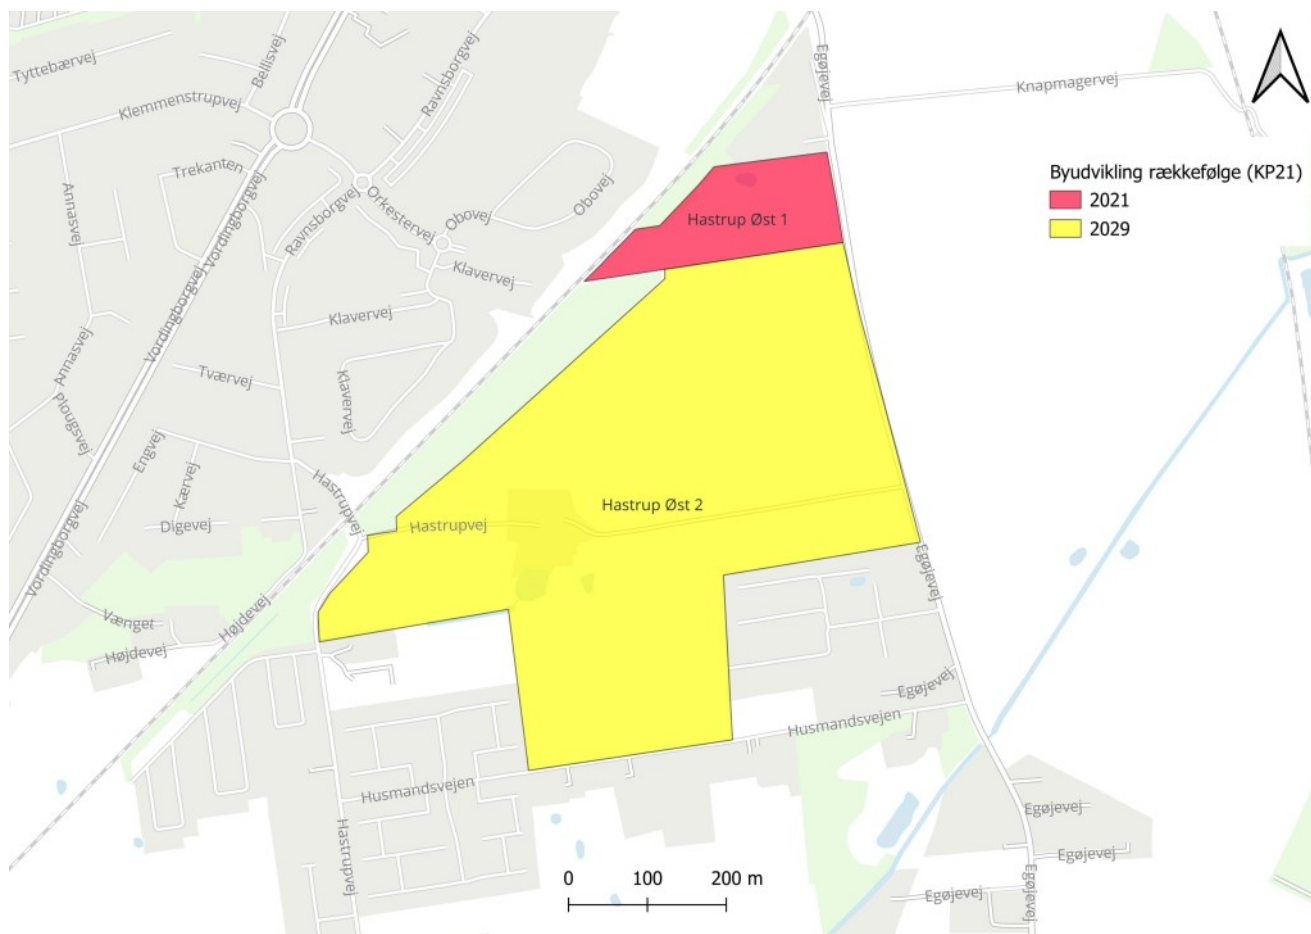 Tyttebærvej
Bellisvej
Klemmenstrupvej
Ravnsborgvej
Egøjevej
Knapmagervej
Trekanten
Annasvej
Vordingborgvej
Vordingborgvej
Ravnsborgvej
Orkestervej
Obovej
Obovej
Klavervej
Klavervej
Byudvikling rækkefølge (KP21)
2021
2029
Hastrup Øst 1
Annasvej
Vordingborgvej
Tværvej
Klavervej
Plougsvej
Engvej
Kærvej
Digevej
Hastrupvej
Hastrupvej
Hastrup Øst 2
Vordingborgvej
Vænget
Højdevej
Højdevej
Egøjevej
Egøjevej
Husmandsvejen
Husmandsvejen
Hastrupvej
Egøjevej
Egøjevej
Egøjevej
Egøjevej
0 100 200 m